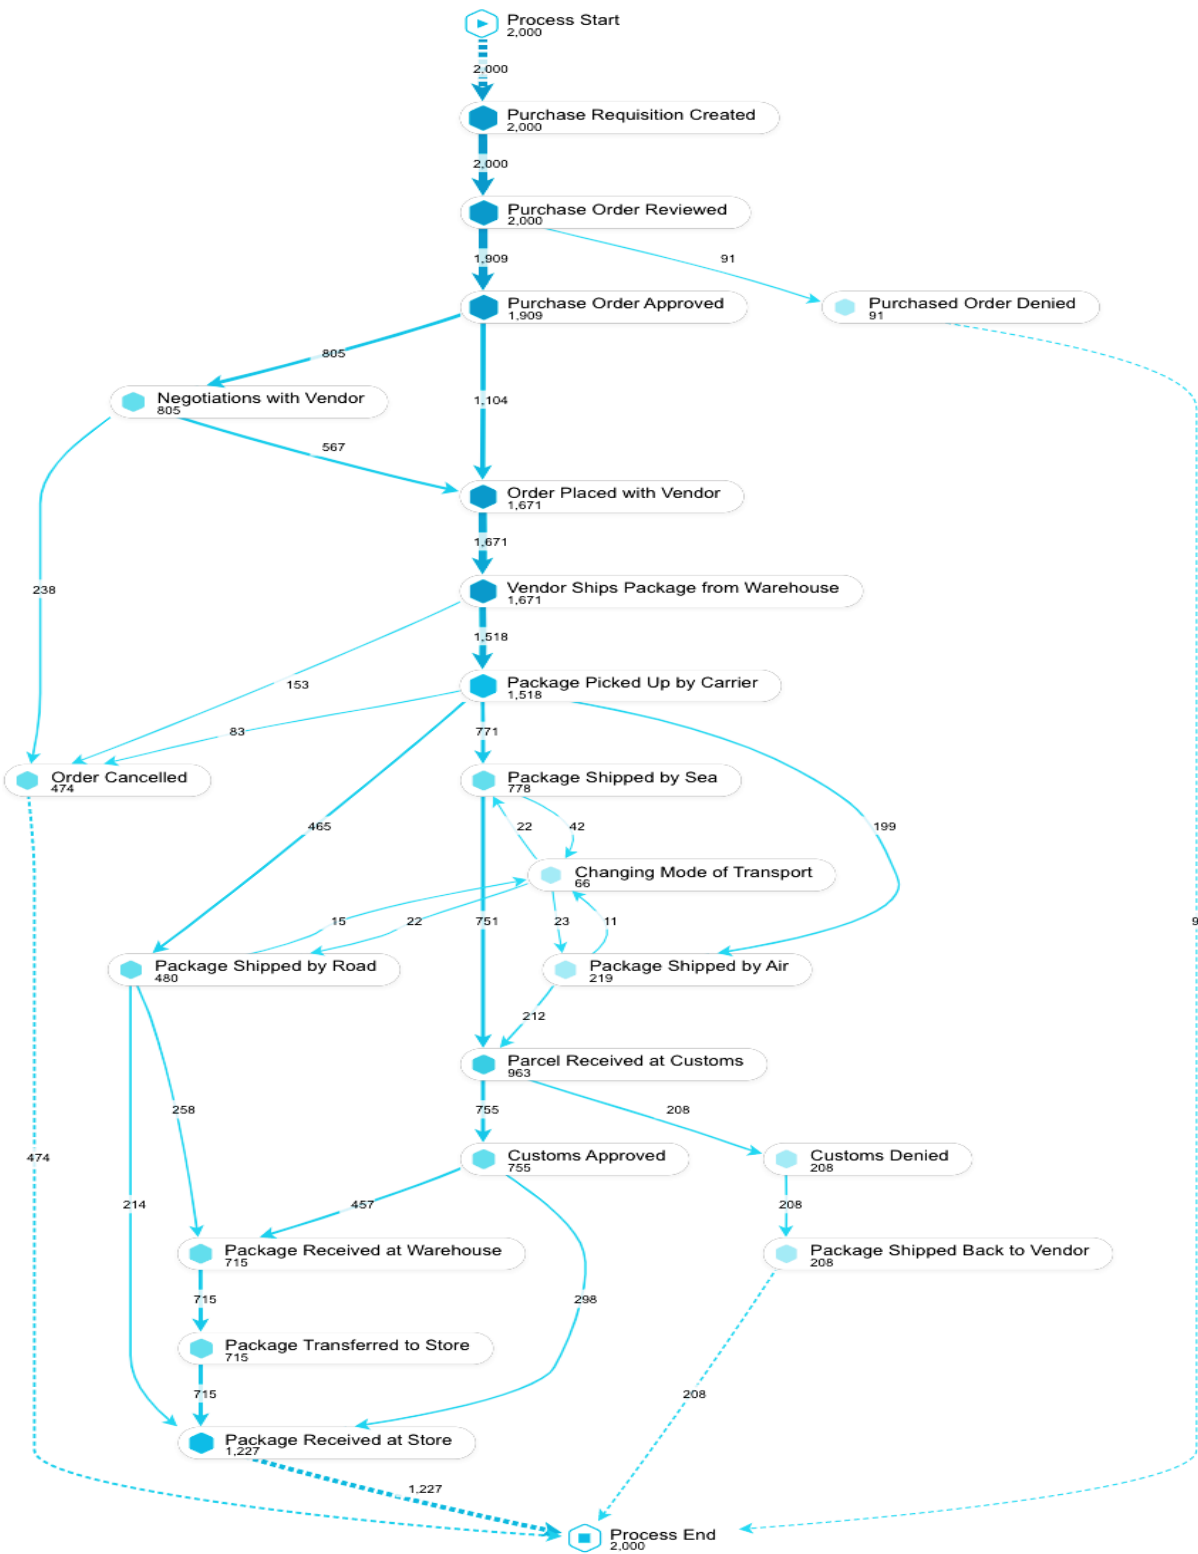 Process Start
2,000
2,000
Purchase Requisition Created
2,000
2,000
Purchase Order Reviewed
2,000
1,909
91
Purchase Order Approved
1,909
Purchased Order Denied
91
805
Negotiations with Vendor
805
1,104
567
Order Placed with Vendor
1,671
1,671
238
Vendor Ships Package from Warehouse
1,671
1,518
153
Package Picked Up by Carrier
1,518
83
771
Order Cancelled
474
Package Shipped by Sea
778
465
22
42
199
Changing Mode of Transport
66
15
22
751
23
11
9
Package Shipped by Road
480
Package Shipped by Air
219
212
Parcel Received at Customs
963
258
755
208
474
Customs Approved
755
Customs Denied
208
214
457
208
Package Received at Warehouse
715
Package Shipped Back to Vendor
208
715
298
Package Transferred to Store
715
715
208
Package Received at Store
1,227
1,227
Process End
2,000